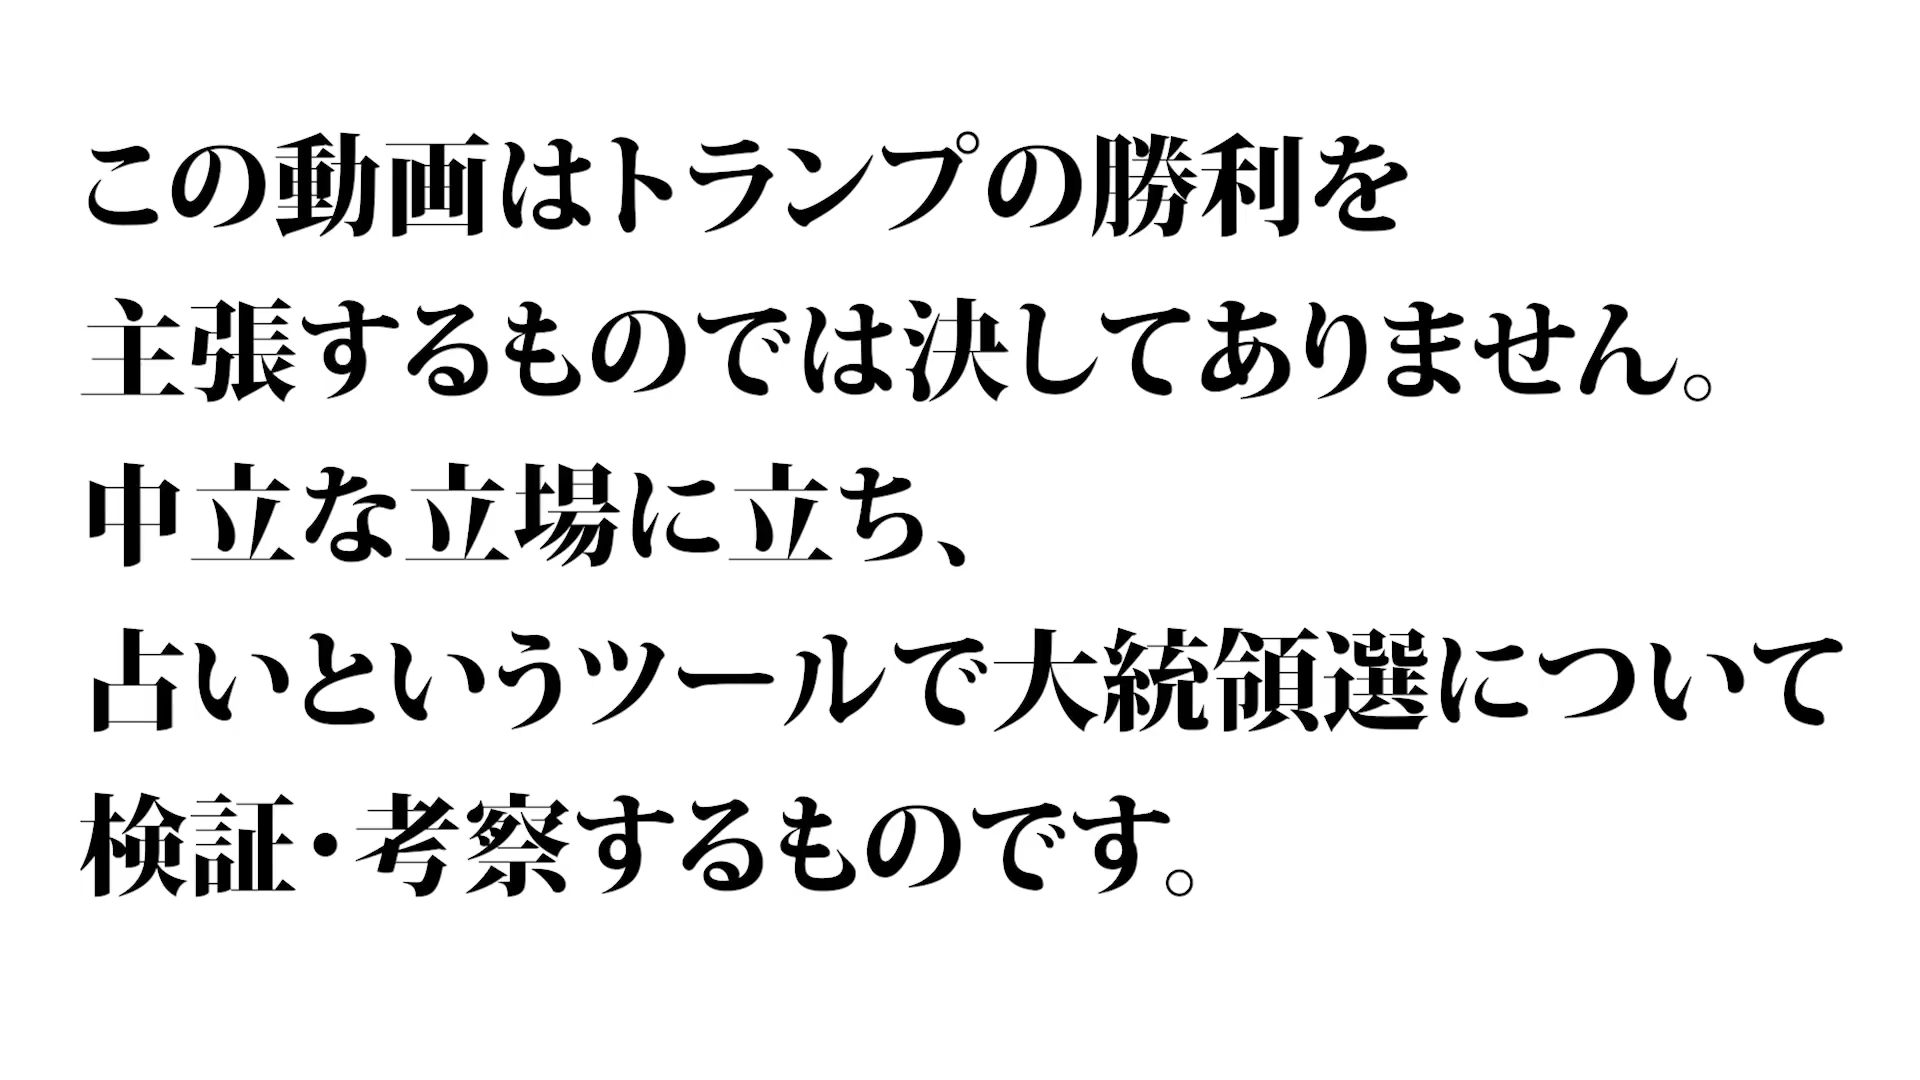 この動画はトランプの勝利を
主張するものでは決してありません。
中立な立場に立ち、
占いというツールで大統領選について
検証・考察するものです。